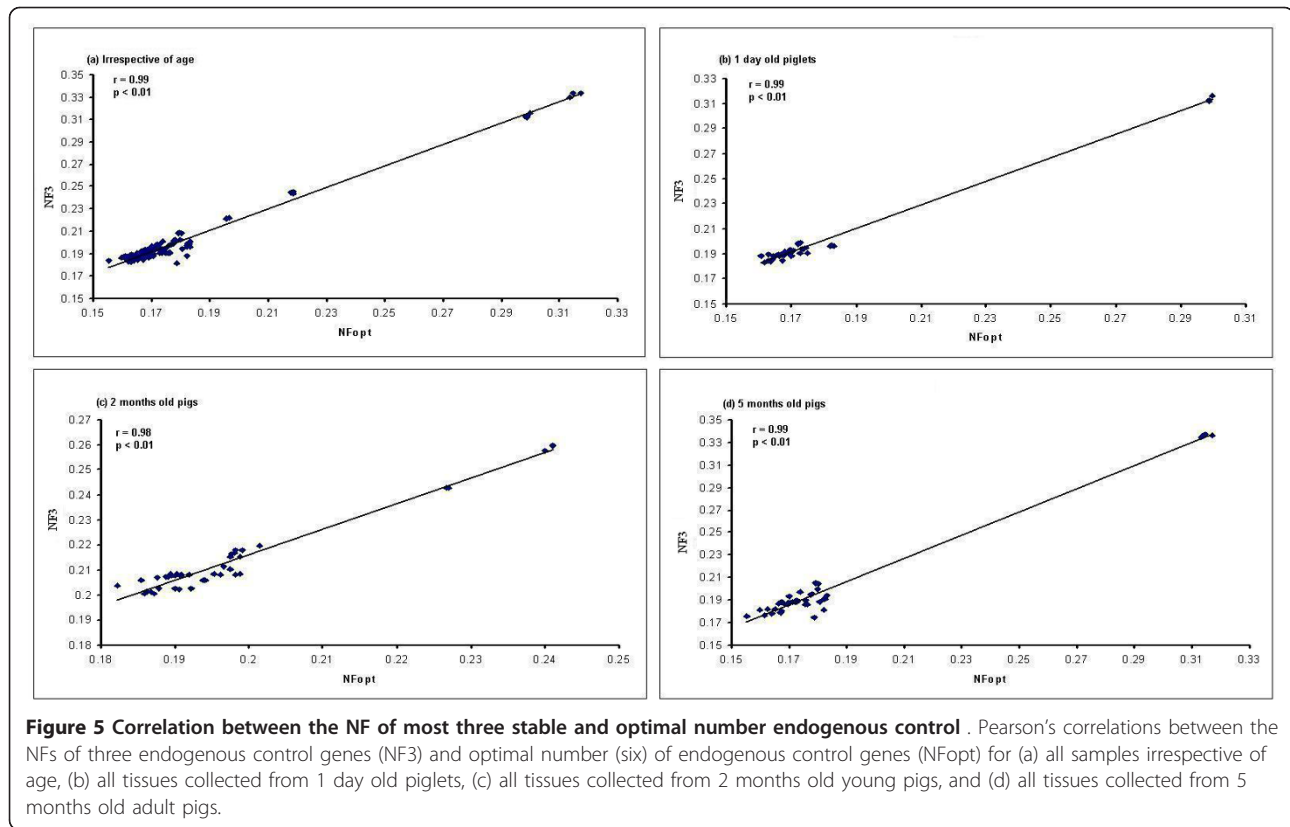 (a) Irrespective of age
r = 0.99
p < 0.01
0.35
0.33
0.31
0.29
0.27
0.25
0.23
0.21
0.19
0.17
0.15
NF3
0.15 0.17 0.19 0.21 0.23 0.25 0.27 0.29 0.31 0.33
NFopt
(b) 1 day old piglets
r = 0.99
p < 0.01
0.33
0.31
0.29
0.27
0.25
0.23
0.21
0.19
0.17
0.15
NF3
0.15 0.17 0.19 0.21 0.23 0.25 0.27 0.29 0.31
NFopt
(c) 2 months old pigs
r = 0.98
p < 0.01
0.27
0.26
0.25
0.24
0.23
0.22
0.21
0.2
0.19
0.18
NF3
0.18 0.19 0.2 0.21 0.22 0.23 0.24 0.25
NFopt
(d) 5 months old pigs
r = 0.99
p < 0.01
0.35
0.33
0.31
0.29
0.27
0.25
0.23
0.21
0.19
0.17
0.15
NF3
0.15 0.17 0.19 0.21 0.23 0.25 0.27 0.29 0.31 0.33
NFopt
Figure 5 Correlation between the NF of most three stable and optimal number endogenous control . Pearson's correlations between the
NFs of three endogenous control genes (NF3) and optimal number (six) of endogenous control genes (NFopt) for (a) all samples irrespective of
age, (b) all tissues collected from 1 day old piglets, (c) all tissues collected from 2 months old young pigs, and (d) all tissues collected from 5
months old adult pigs.